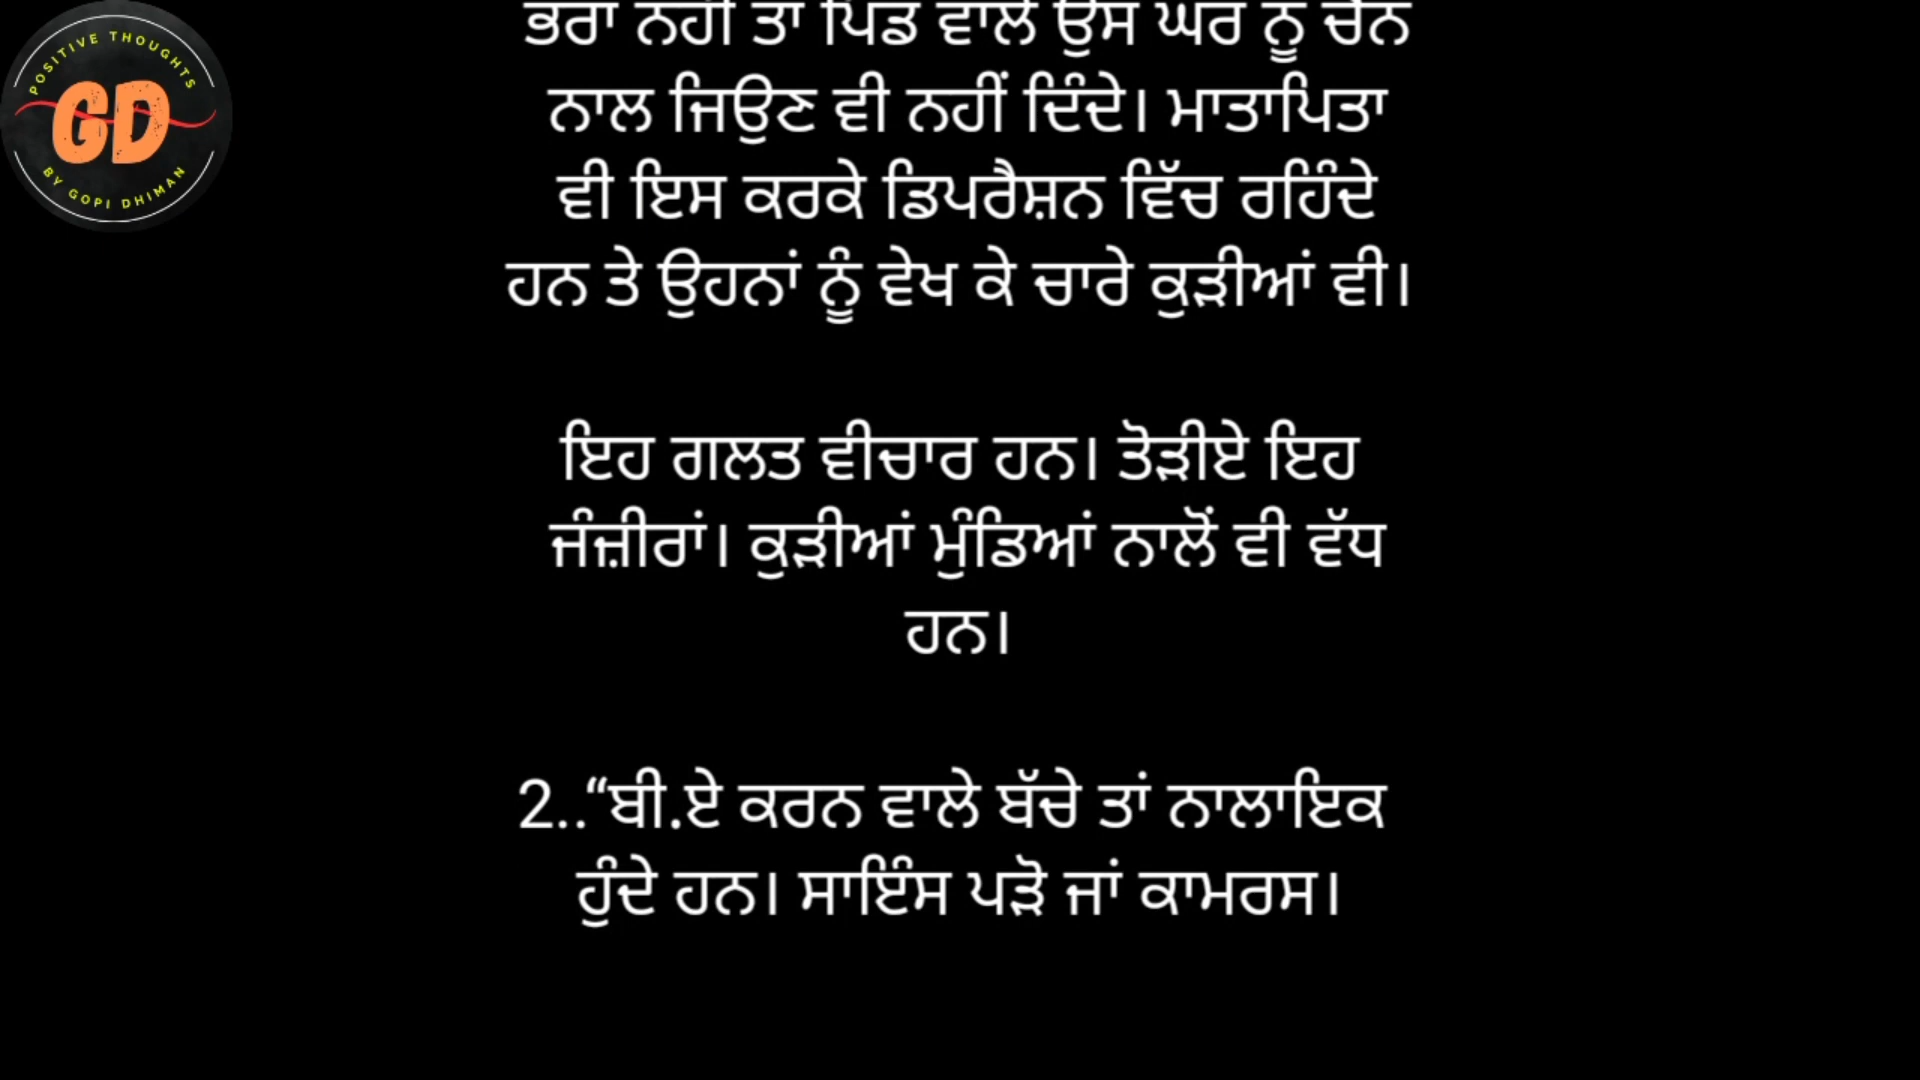 POSITIVE THOUGHTS
GD
BY GOPI DHIMAN
ਭਰਾ ਨਹੀਂ ਤਾਂ ਪਿੰਡ ਵਾਲੇ ਉਸ ਘਰ ਨੂੰ ਚੈਨ
ਨਾਲ ਜਿਉਣ ਵੀ ਨਹੀਂ ਦਿੰਦੇ। ਮਾਤਾਪਿਤਾ
ਵੀ ਇਸ ਕਰਕੇ ਡਿਪਰੈਸ਼ਨ ਵਿੱਚ ਰਹਿੰਦੇ
ਹਨ ਤੇ ਉਹਨਾਂ ਨੂੰ ਵੇਖ ਕੇ ਚਾਰੇ ਕੁੜੀਆਂ ਵੀ।
ਇਹ ਗਲਤ ਵੀਚਾਰ ਹਨ। ਤੋੜੀਏ ਇਹ
ਜੰਜ਼ੀਰਾਂ। ਕੁੜੀਆਂ ਮੁੰਡਿਆਂ ਨਾਲੋਂ ਵੀ ਵੱਧ
ਹਨ।
2..“ਬੀ.ਏ ਕਰਨ ਵਾਲੇ ਬੱਚੇ ਤਾਂ ਨਾਲਾਇਕ
ਹੁੰਦੇ ਹਨ। ਸਾਇੰਸ ਪੜੋ ਜਾਂ ਕਾਮਰਸ।